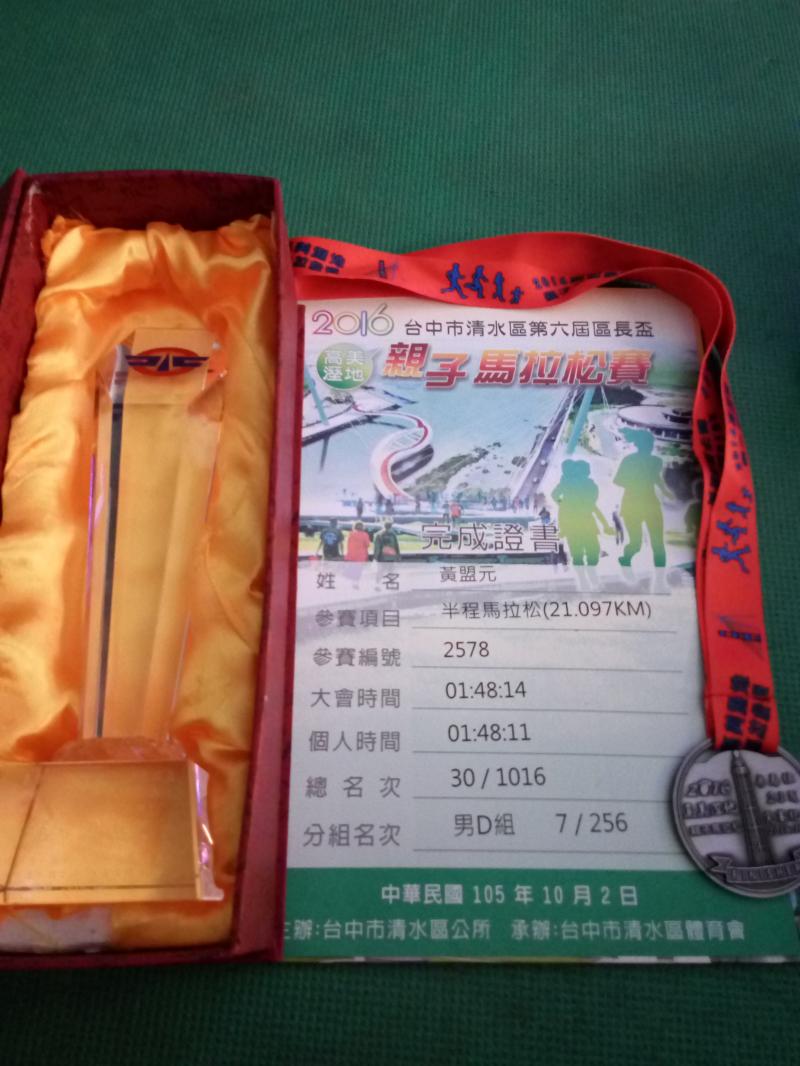 2016 台中市清水區第六屆區長盃
高美
溼地
親子馬拉松賽
完成證書
姓 名 黃盟元
參賽項目 半程馬拉松(21.097KM)
參賽編號 2578
大會時間 01:48:14
個人時間 01:48:11
總名次 30 / 1016
分組名次 男D組 7 / 256
中華民國 105 年 10 月 2 日
辦:台中市清水區公所 承辦:台中市清水區體育會
2016
FINISHER